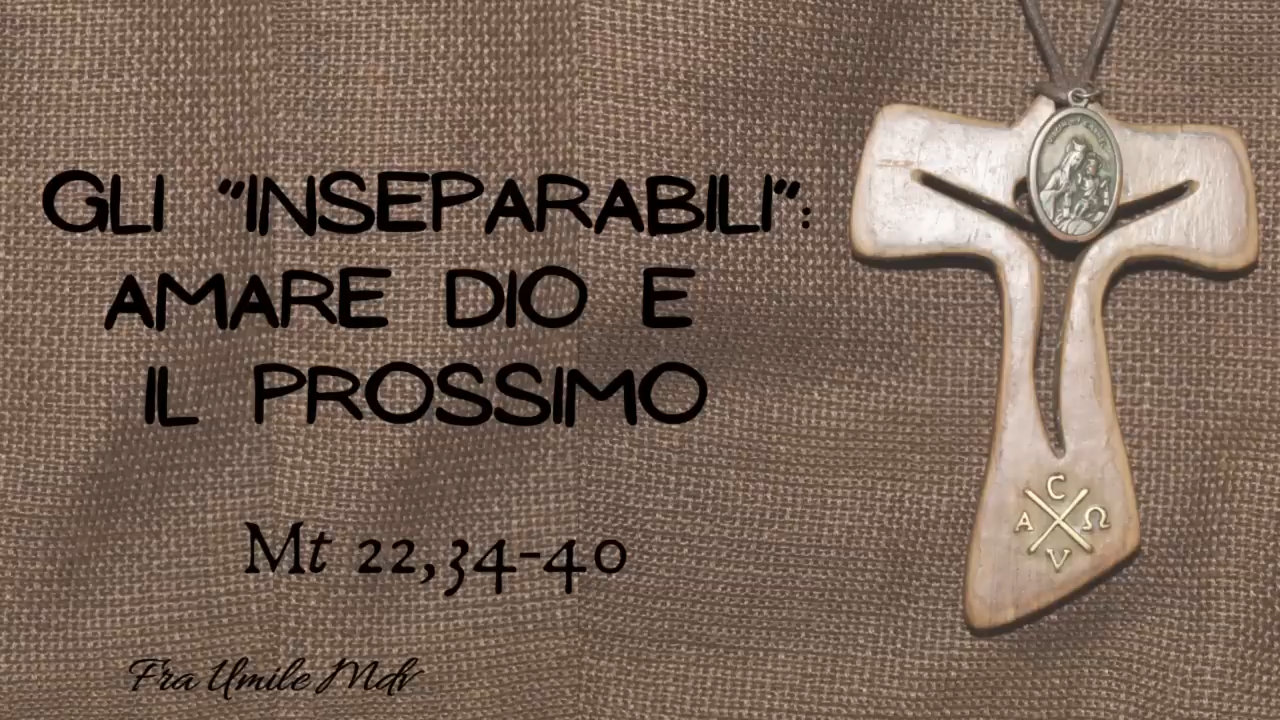 GLI "INSEPARABILI":
AMARE DIO E
IL PROSSIMO
Mt 22,34-40
Fra Umile Mdv
C
A Ω
V